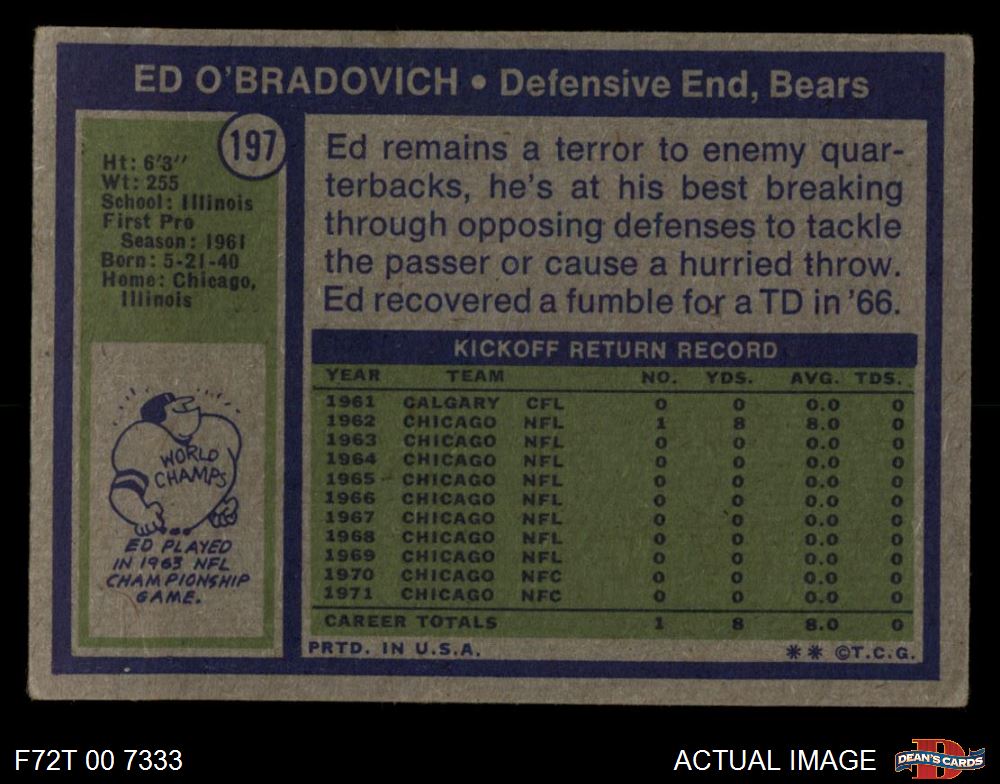 ED O'BRADOVICH • Defensive End, Bears
197
Ht: 6'3''
Wt: 255
School: Illinois
First Pro
Season: 1961
Born: 5-21-40
Home: Chicago,
Illinois
WORLD
CHAMPS
ED PLAYED
IN 1963 NFL
CHAMPIONSHIP
GAME.
Ed remains a terror to enemy quar-
terbacks, he's at his best breaking
through opposing defenses to tackle
the passer or cause a hurried throw.
Ed recovered a fumble for a TD in '66.
KICKOFF RETURN RECORD
YEAR TEAM NO. YDS. AVG. TDS.
1961 CALGARY CFL 0 0 0.0 0
1962 CHICAGO NFL 1 8 8.0 0
1963 CHICAGO NFL 0 0 0.0 0
1964 CHICAGO NFL 0 0 0.0 0
1965 CHICAGO NFL 0 0 0.0 0
1966 CHICAGO NFL 0 0 0.0 0
1967 CHICAGO NFL 0 0 0.0 0
1968 CHICAGO NFL 0 0 0.0 0
1969 CHICAGO NFL 0 0 0.0 0
1970 CHICAGO NFC 0 0 0.0 0
1971 CHICAGO NFC 0 0 0.0 0
CAREER TOTALS 1 8 8.0 0
PRTD. IN U.S.A. ** ©T.C.G.
F72T 00 7333
ACTUAL IMAGE
DEAN'S CARDS